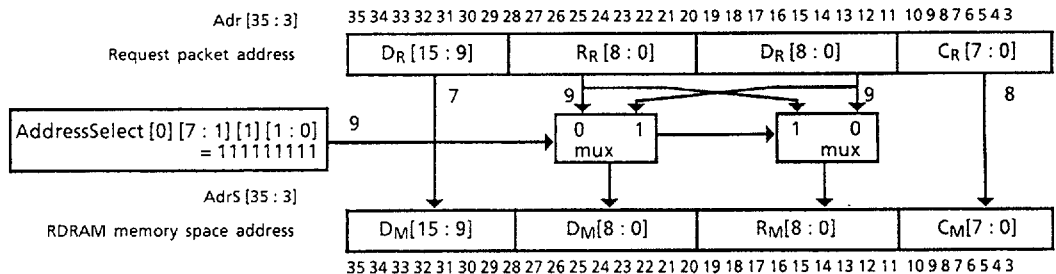 Adr [35 : 3]
35 34 33 32 31 30 29 28 27 26 25 24 23 22 21 20 19 18 17 16 15 14 13 12 11 10 9 8 7 6 5 4 3
Request packet address
DR [15 : 9] RR [8 : 0] DR [8 : 0] CR [7 : 0]
7 9 9 8
AddressSelect [0] [7 : 1] [1] [1 : 0]
= 111111111
9
0 1
mux
1 0
mux
AdrS [35 : 3]
RDRAM memory space address
DM[15 : 9] DM[8 : 0] RM[8 : 0] CM[7 : 0]
35 34 33 32 31 30 29 28 27 26 25 24 23 22 21 20 19 18 17 16 15 14 13 12 11 10 9 8 7 6 5 4 3